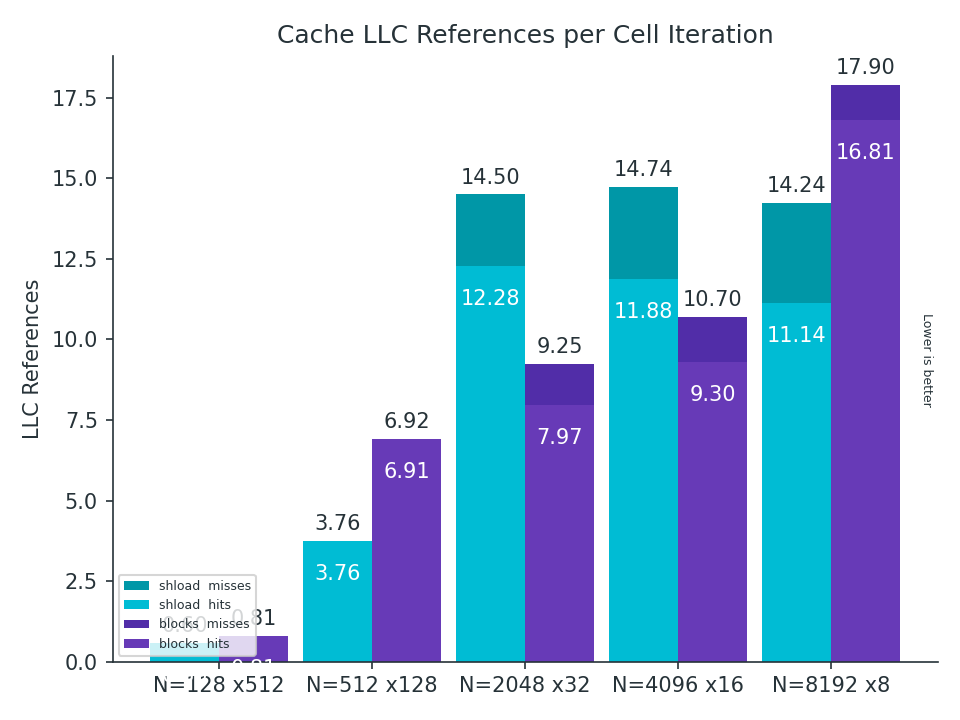 Cache LLC References per Cell Iteration
17.90
17.5
16.81
15.0
14.50
14.74
14.24
12.5
12.28
11.88
11.14
10.70
10.0
9.25
9.30
7.97
7.5
6.92
6.91
5.0
3.76
3.76
2.5
0.60
0.81
0.81
0.0
LLC References
Lower is better
shload misses
shload hits
blocks misses
blocks hits
N=128 x512
N=512 x128
N=2048 x32
N=4096 x16
N=8192 x8